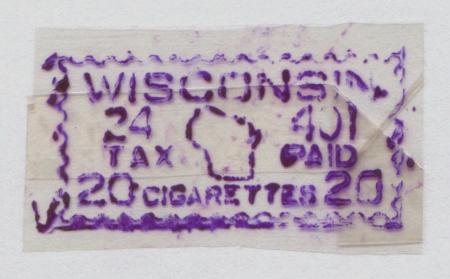 WISCONSIN
24 401
TAX PAID
20 CIGARETTES 20